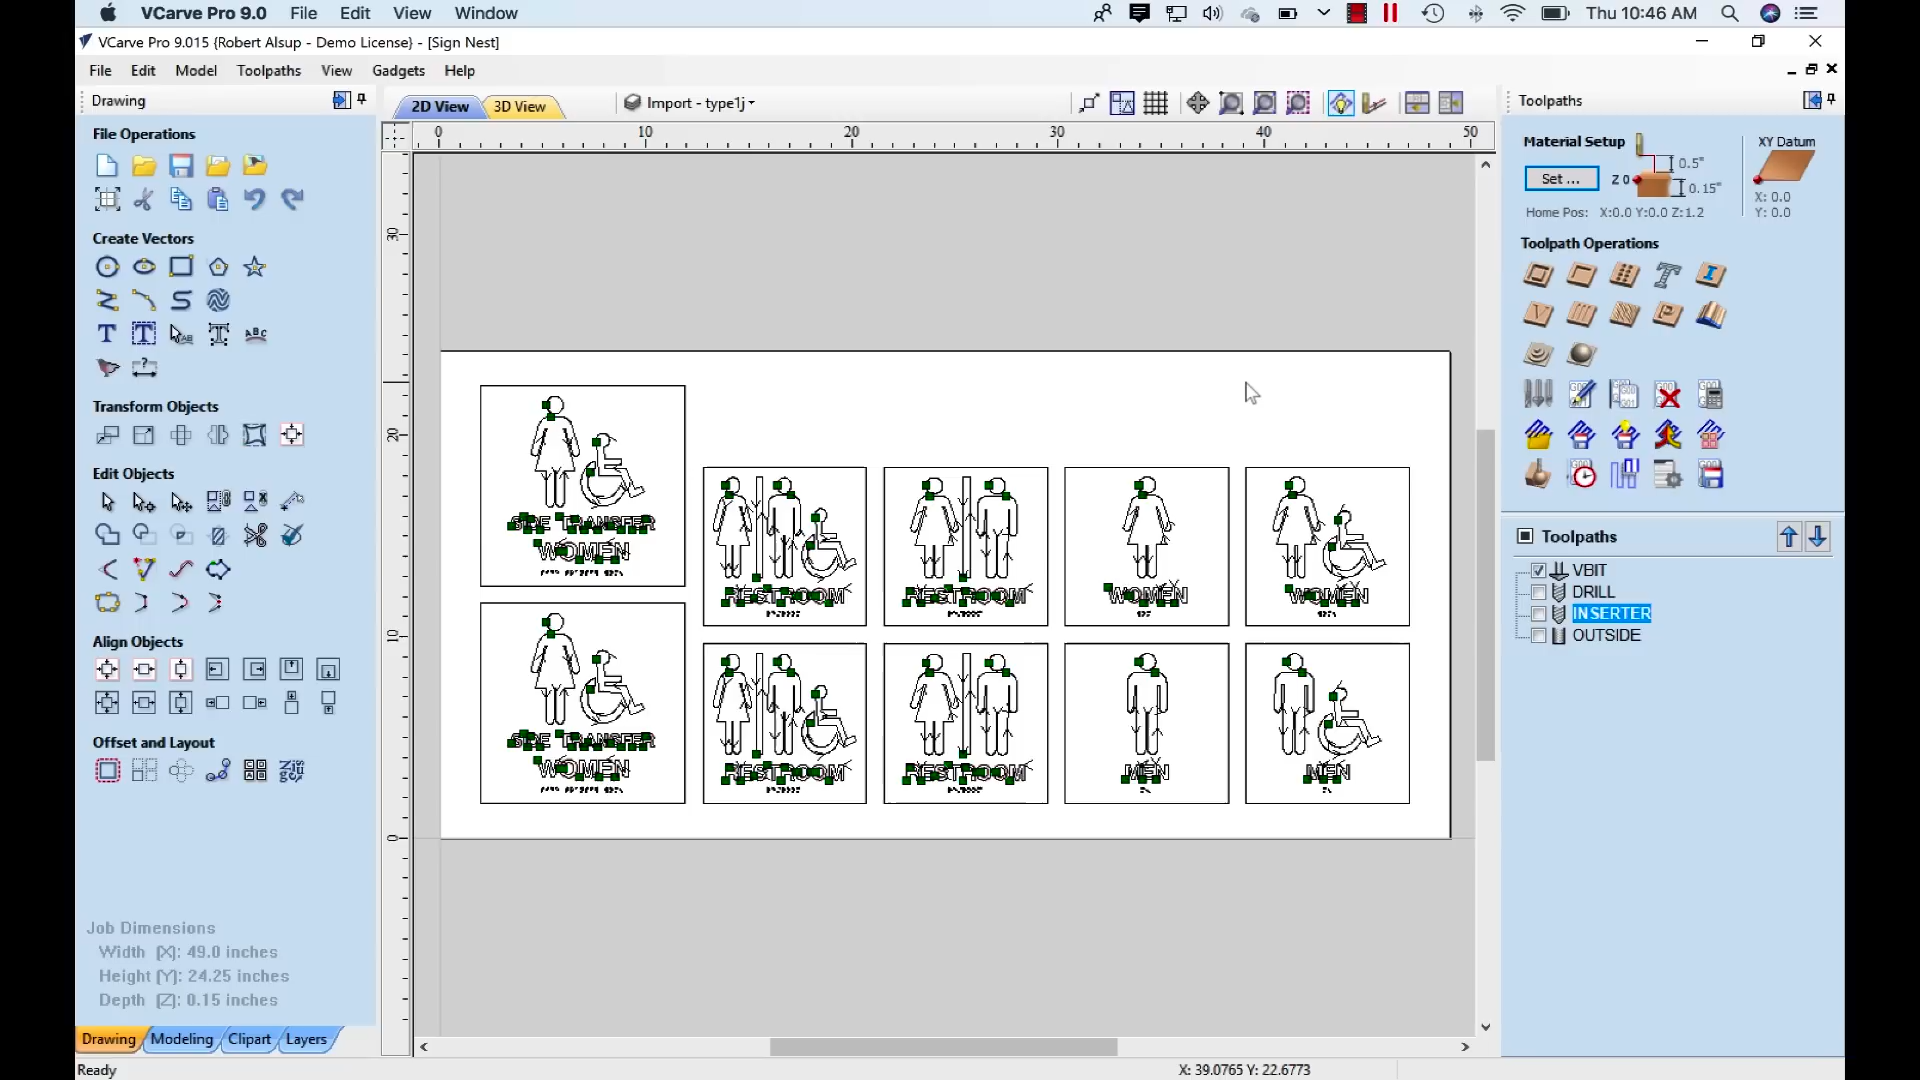 VCarve Pro 9.0 File Edit View Window Thu 10:46 AM
VCarve Pro 9.015 {Robert Alsup - Demo License} - [Sign Nest]
File Edit Model Toolpaths View Gadgets Help
Drawing
File Operations
Create Vectors
Transform Objects
Edit Objects
Align Objects
Offset and Layout
Job Dimensions
Width (X): 49.0 inches
Height (Y): 24.25 inches
Depth (Z): 0.15 inches
Drawing Modeling Clipart Layers
Ready
2D View 3D View Import - type1j
0 10 20 30 40 50
30
20
10
0
SIDE TRANSFER
WOMEN
RESTROOM RESTROOM WOMEN WOMEN
SIDE TRANSFER
WOMEN
RESTROOM RESTROOM MEN MEN
X: 39.0765 Y: 22.6773
Toolpaths
Material Setup
Set ...
Z 0
0.5"
0.15"
XY Datum
X: 0.0
Y: 0.0
Home Pos: X:0.0 Y:0.0 Z:1.2
Toolpath Operations
Toolpaths
VBIT
DRILL
INSERTER
OUTSIDE